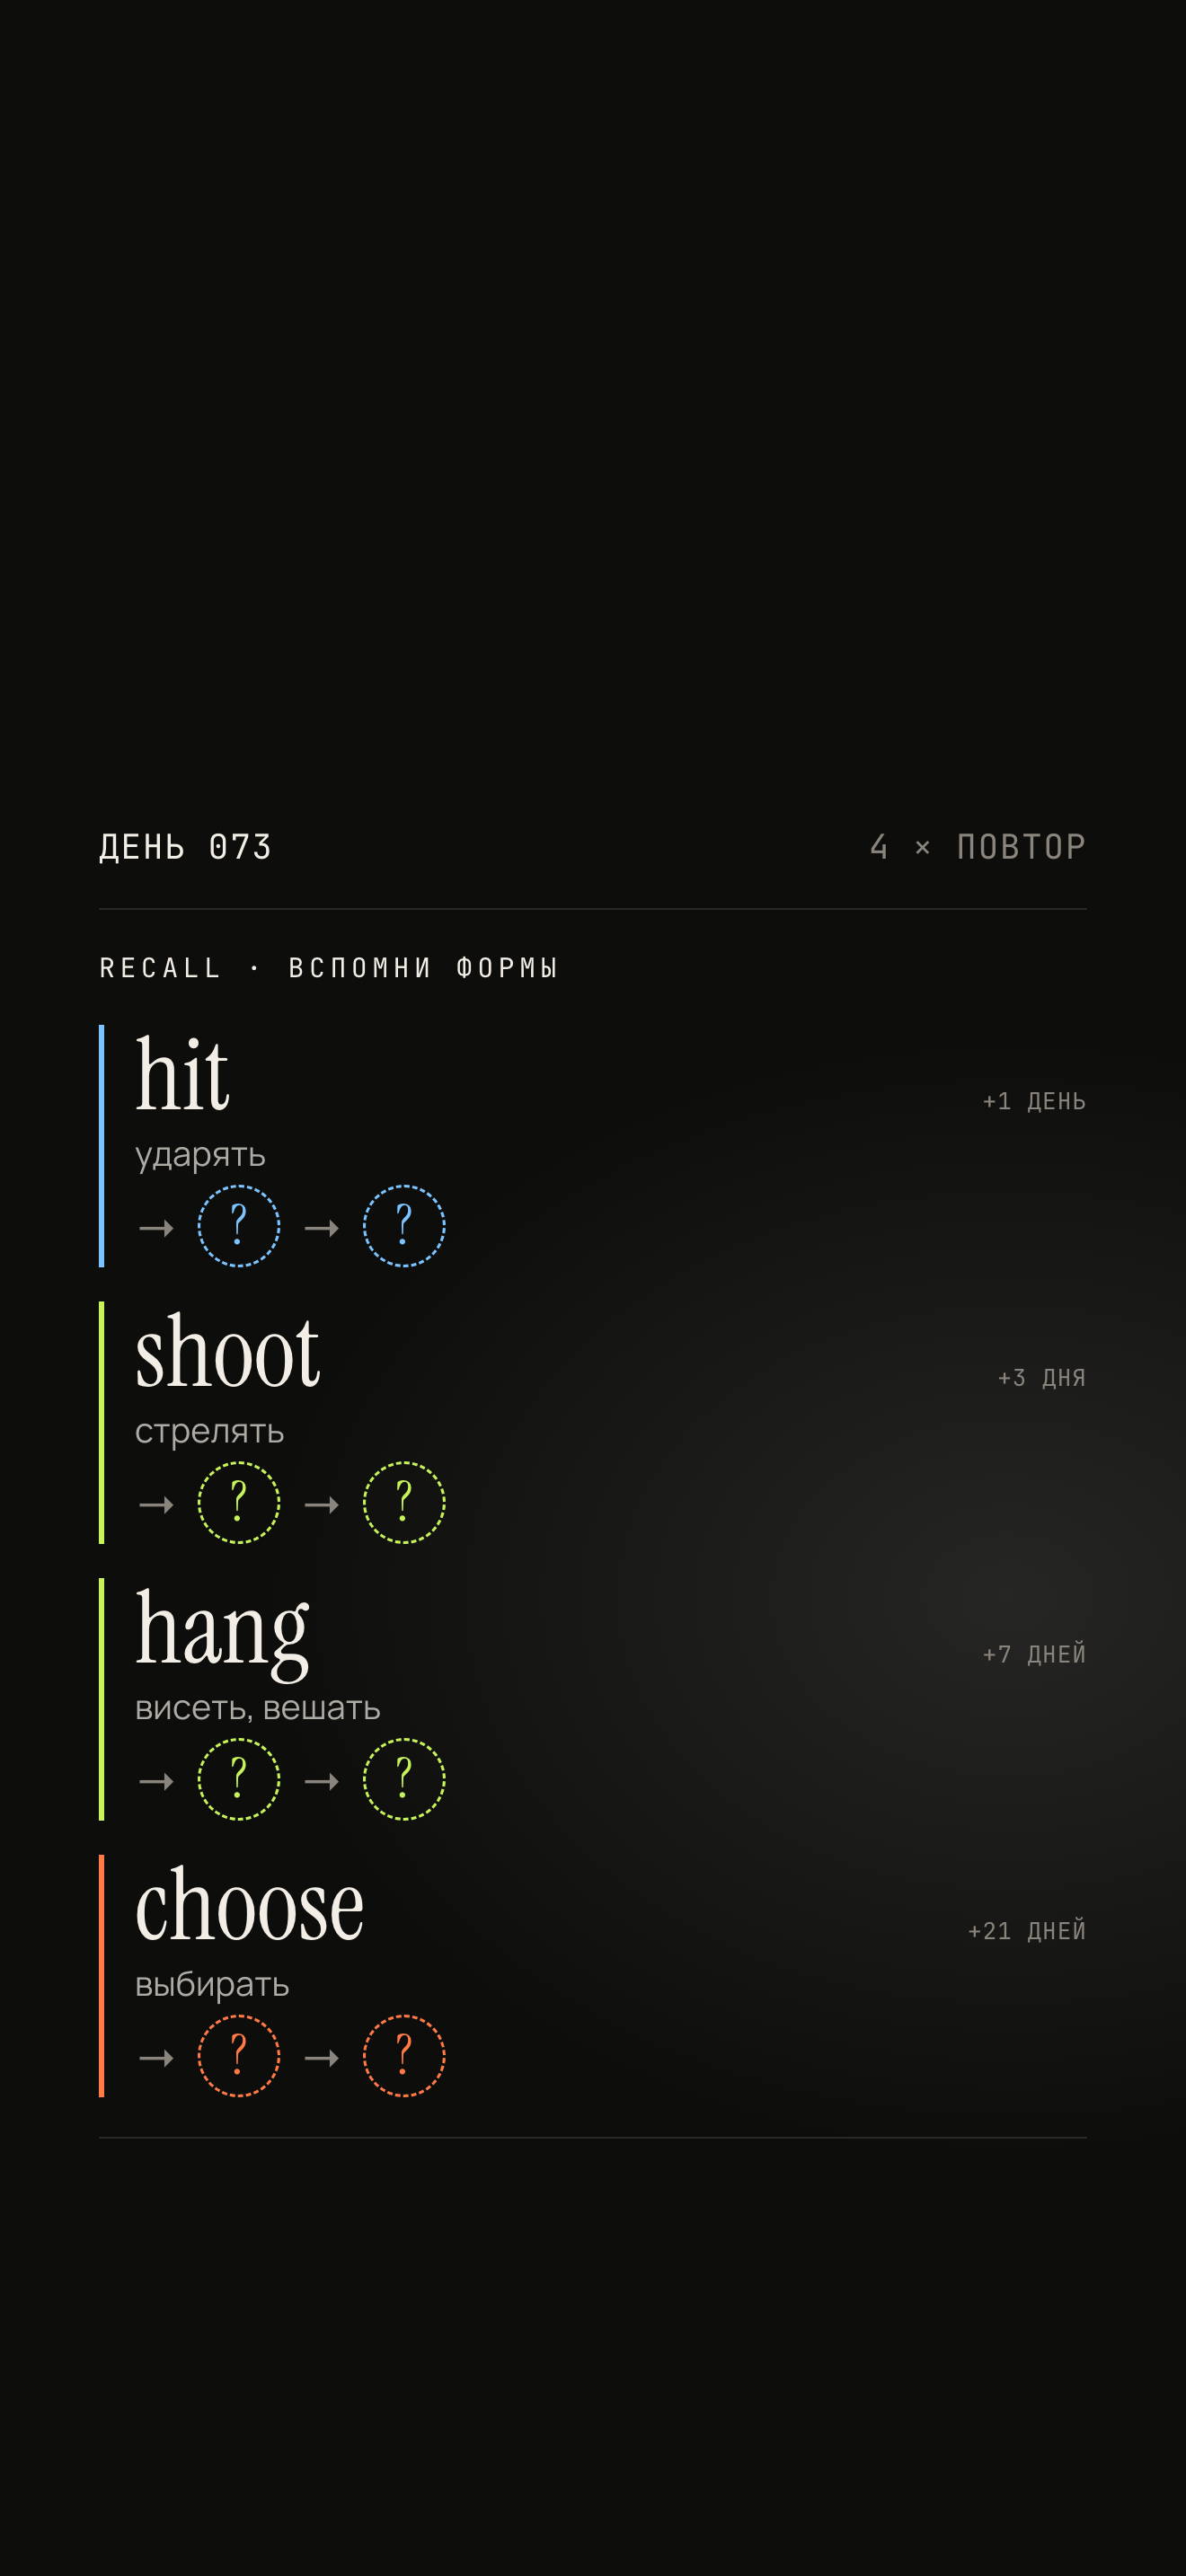 ДЕНЬ 073
4 × ПОВТОР
RECALL · ВСПОМНИ ФОРМЫ
hit
+1 ДЕНЬ
ударять
→ ? → ?
shoot
+3 ДНЯ
стрелять
→ ? → ?
hang
+7 ДНЕЙ
висеть, вешать
→ ? → ?
choose
+21 ДНЕЙ
выбирать
→ ? → ?